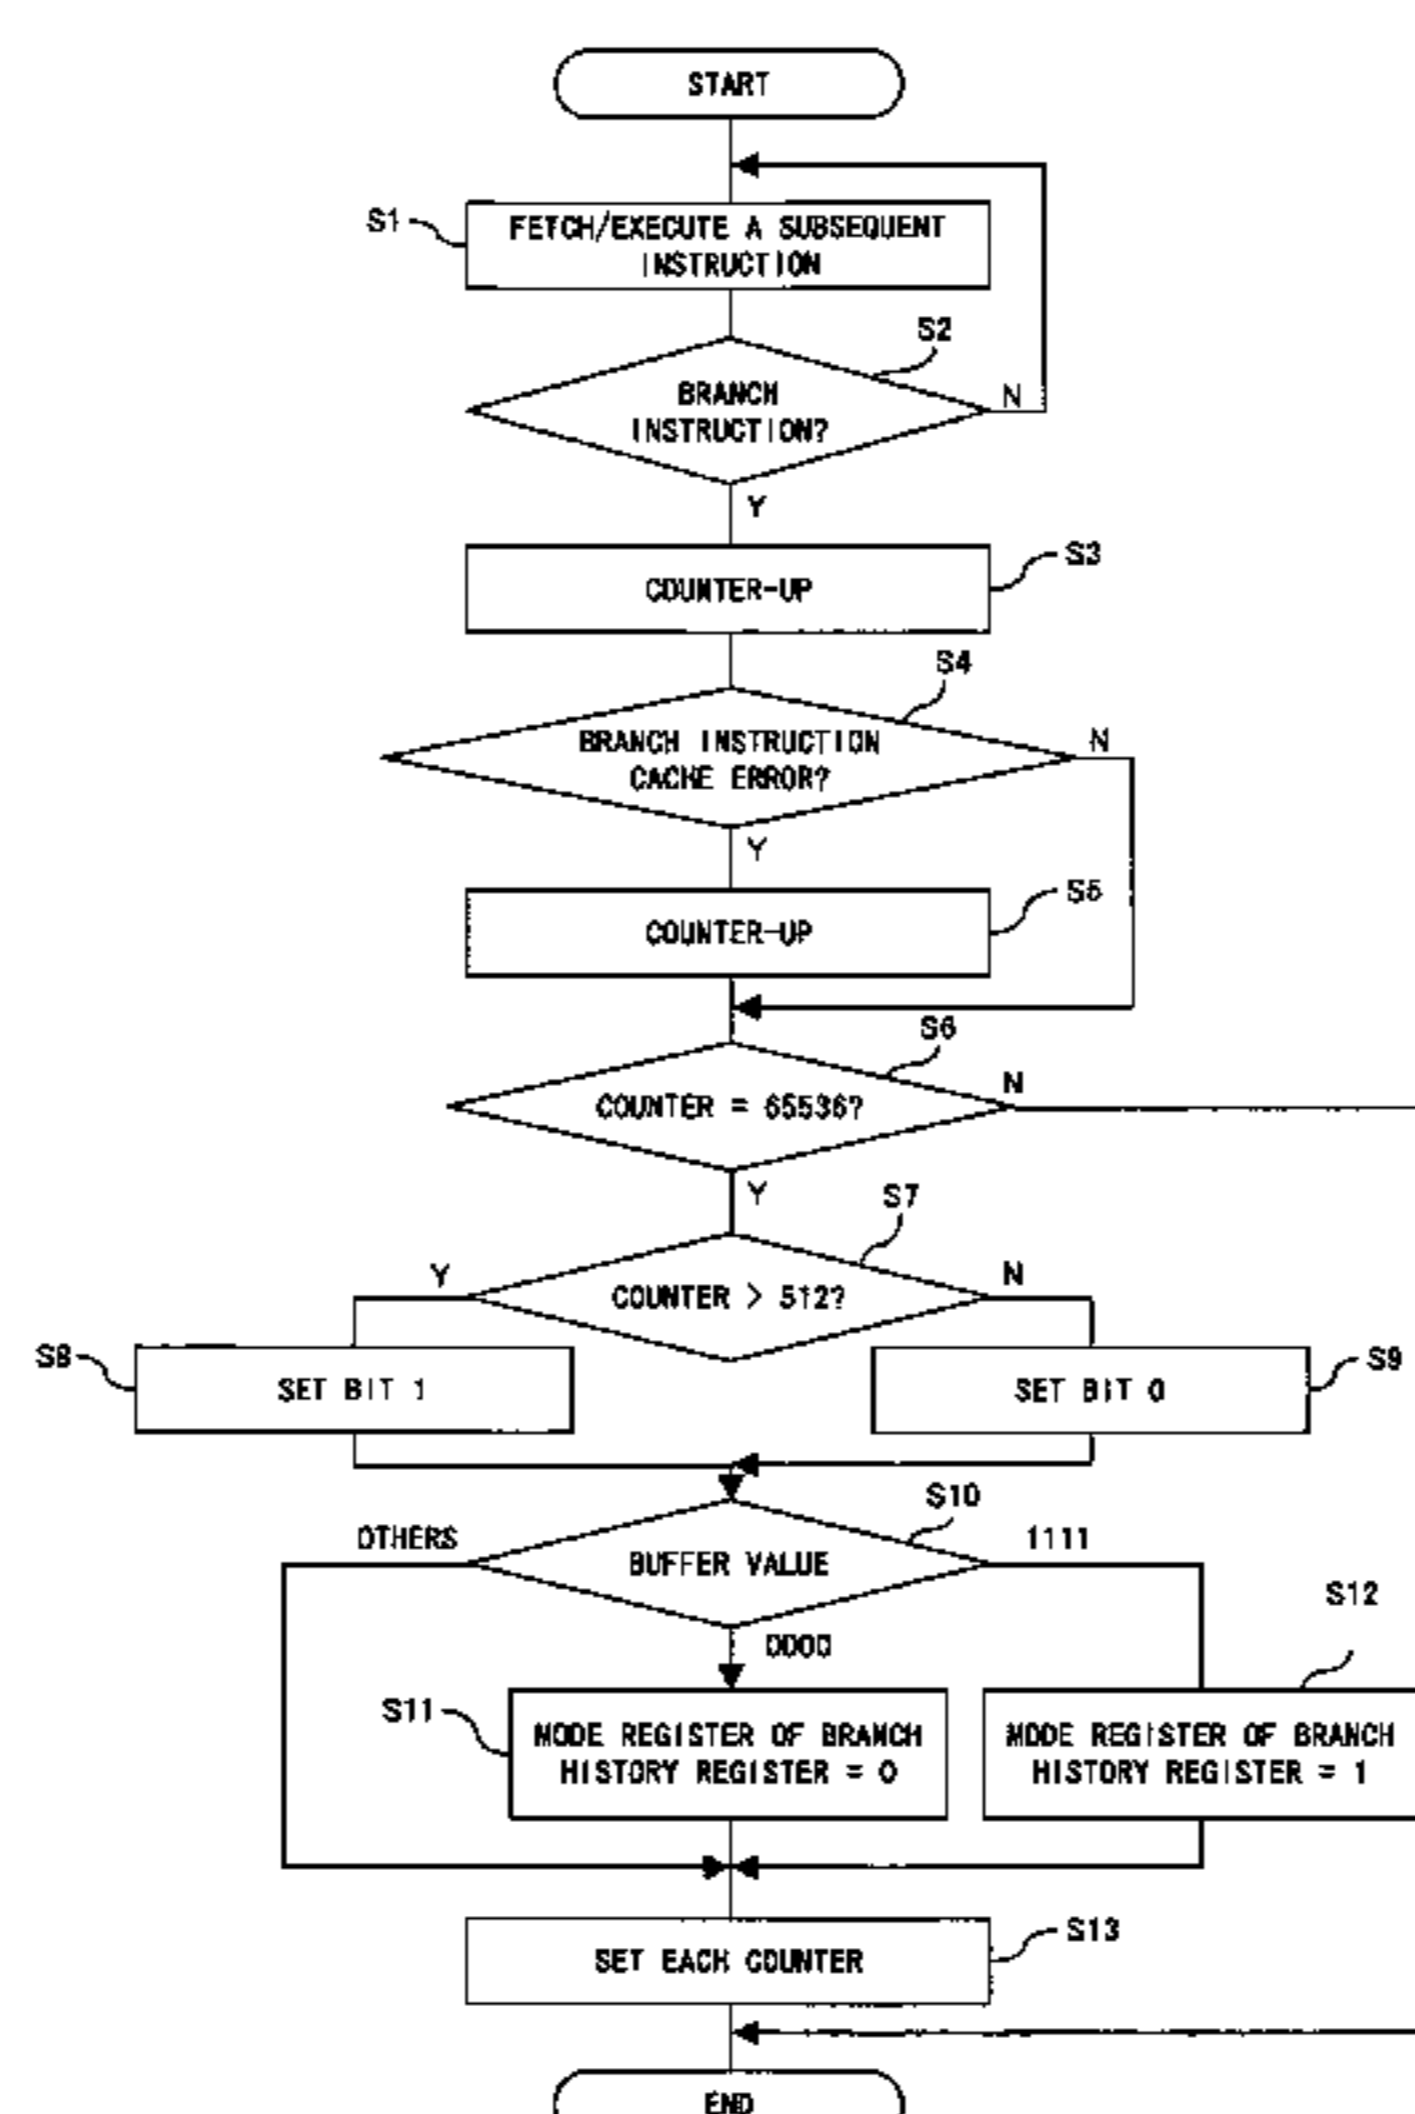 START
S1
FETCH/EXECUTE A SUBSEQUENT
INSTRUCTION
S2
BRANCH
INSTRUCTION?
N
Y
COUNTER-UP
S3
S4
BRANCH INSTRUCTION
CACHE ERROR?
N
Y
COUNTER-UP
S5
S6
COUNTER = 65536?
N
Y
S7
Y
COUNTER > 512?
N
S8
SET BIT 1
SET BIT 0
S9
S10
OTHERS
BUFFER VALUE
1111
0000
S12
S11
MODE REGISTER OF BRANCH
HISTORY REGISTER = 0
MODE REGISTER OF BRANCH
HISTORY REGISTER = 1
SET EACH COUNTER
S13
END